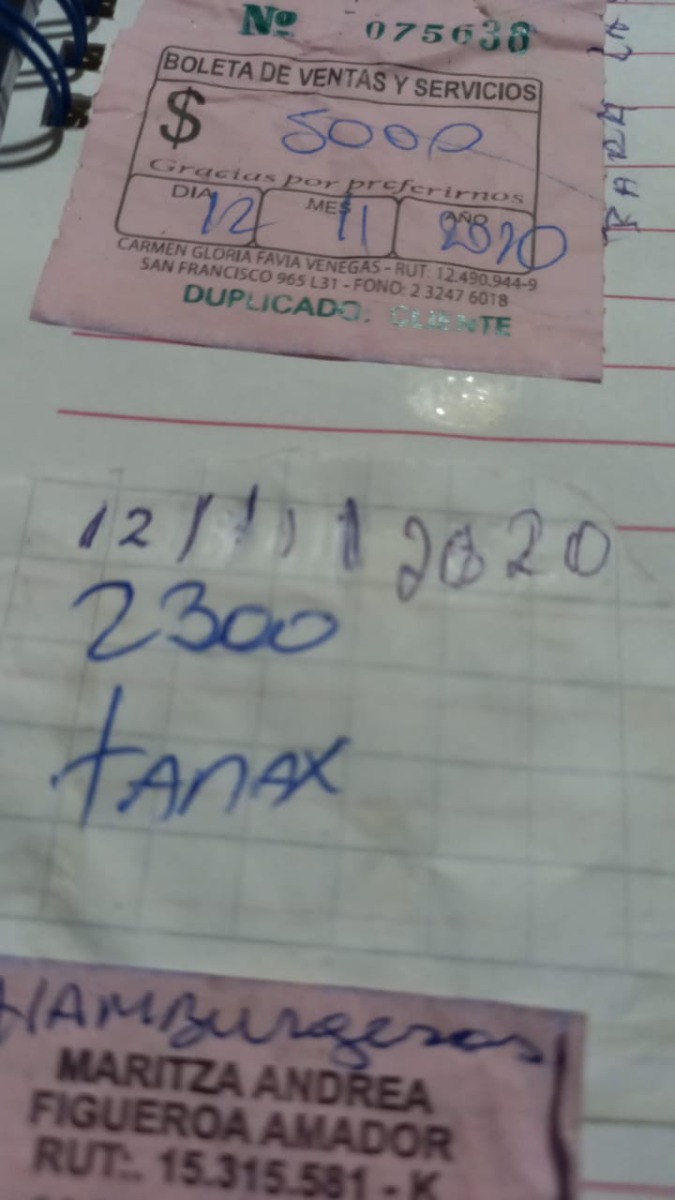 Nº 075638
BOLETA DE VENTAS Y SERVICIOS
$ 5000
Gracias por preferirnos
DIA 12 MES 11 AÑO 2020
CARMEN GLORIA FAVIA VENEGAS - RUT: 12.490.944-9
SAN FRANCISCO 965 L31 - FONO: 2 3247 6018
DUPLICADO: CLIENTE
PARA LA
12/11/2020
2300
tANAX
HAMBurgesas
MARITZA ANDREA
FIGUEROA AMADOR
RUT:. 15.315.581 - K